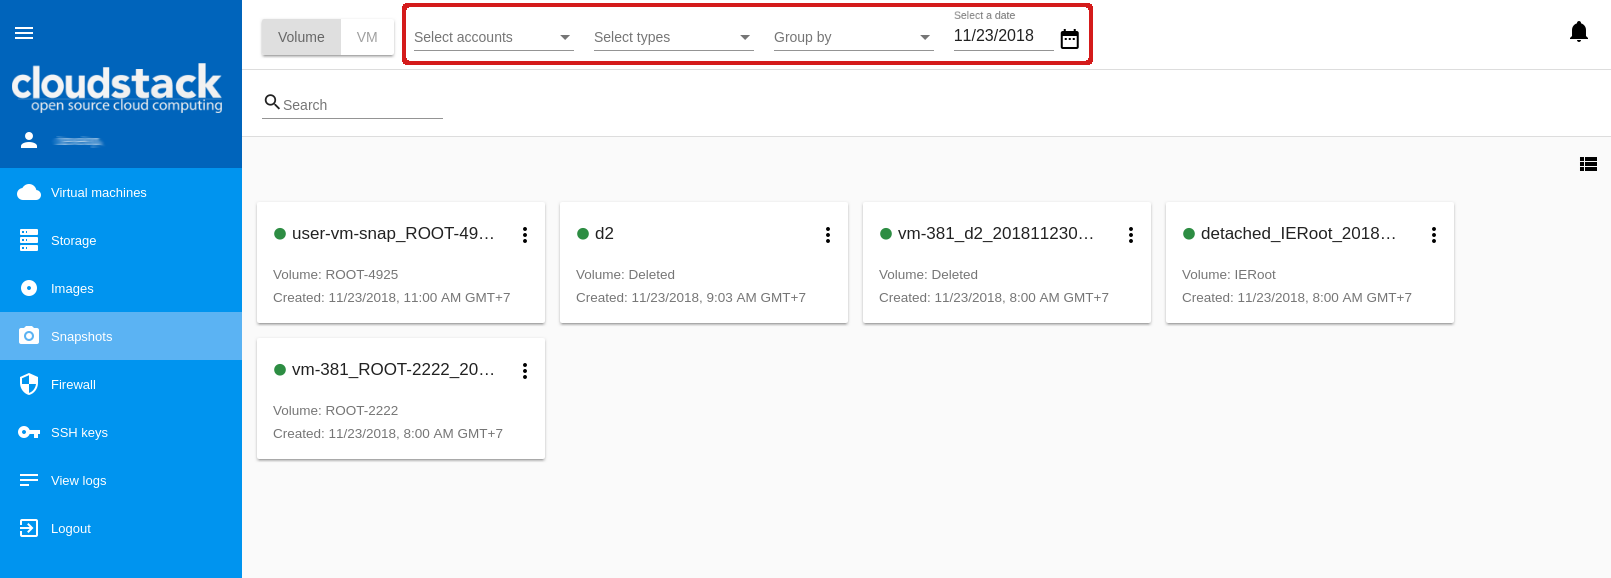 cloudstack
open source cloud computing
Virtual machines
Storage
Images
Snapshots
Firewall
SSH keys
View logs
Logout
Volume VM Select accounts Select types Group by
Select a date
11/23/2018
Search
user-vm-snap_ROOT-49…
Volume: ROOT-4925
Created: 11/23/2018, 11:00 AM GMT+7
d2
Volume: Deleted
Created: 11/23/2018, 9:03 AM GMT+7
vm-381_d2_201811230…
Volume: Deleted
Created: 11/23/2018, 8:00 AM GMT+7
detached_IERoot_2018…
Volume: IERoot
Created: 11/23/2018, 8:00 AM GMT+7
vm-381_ROOT-2222_20…
Volume: ROOT-2222
Created: 11/23/2018, 8:00 AM GMT+7